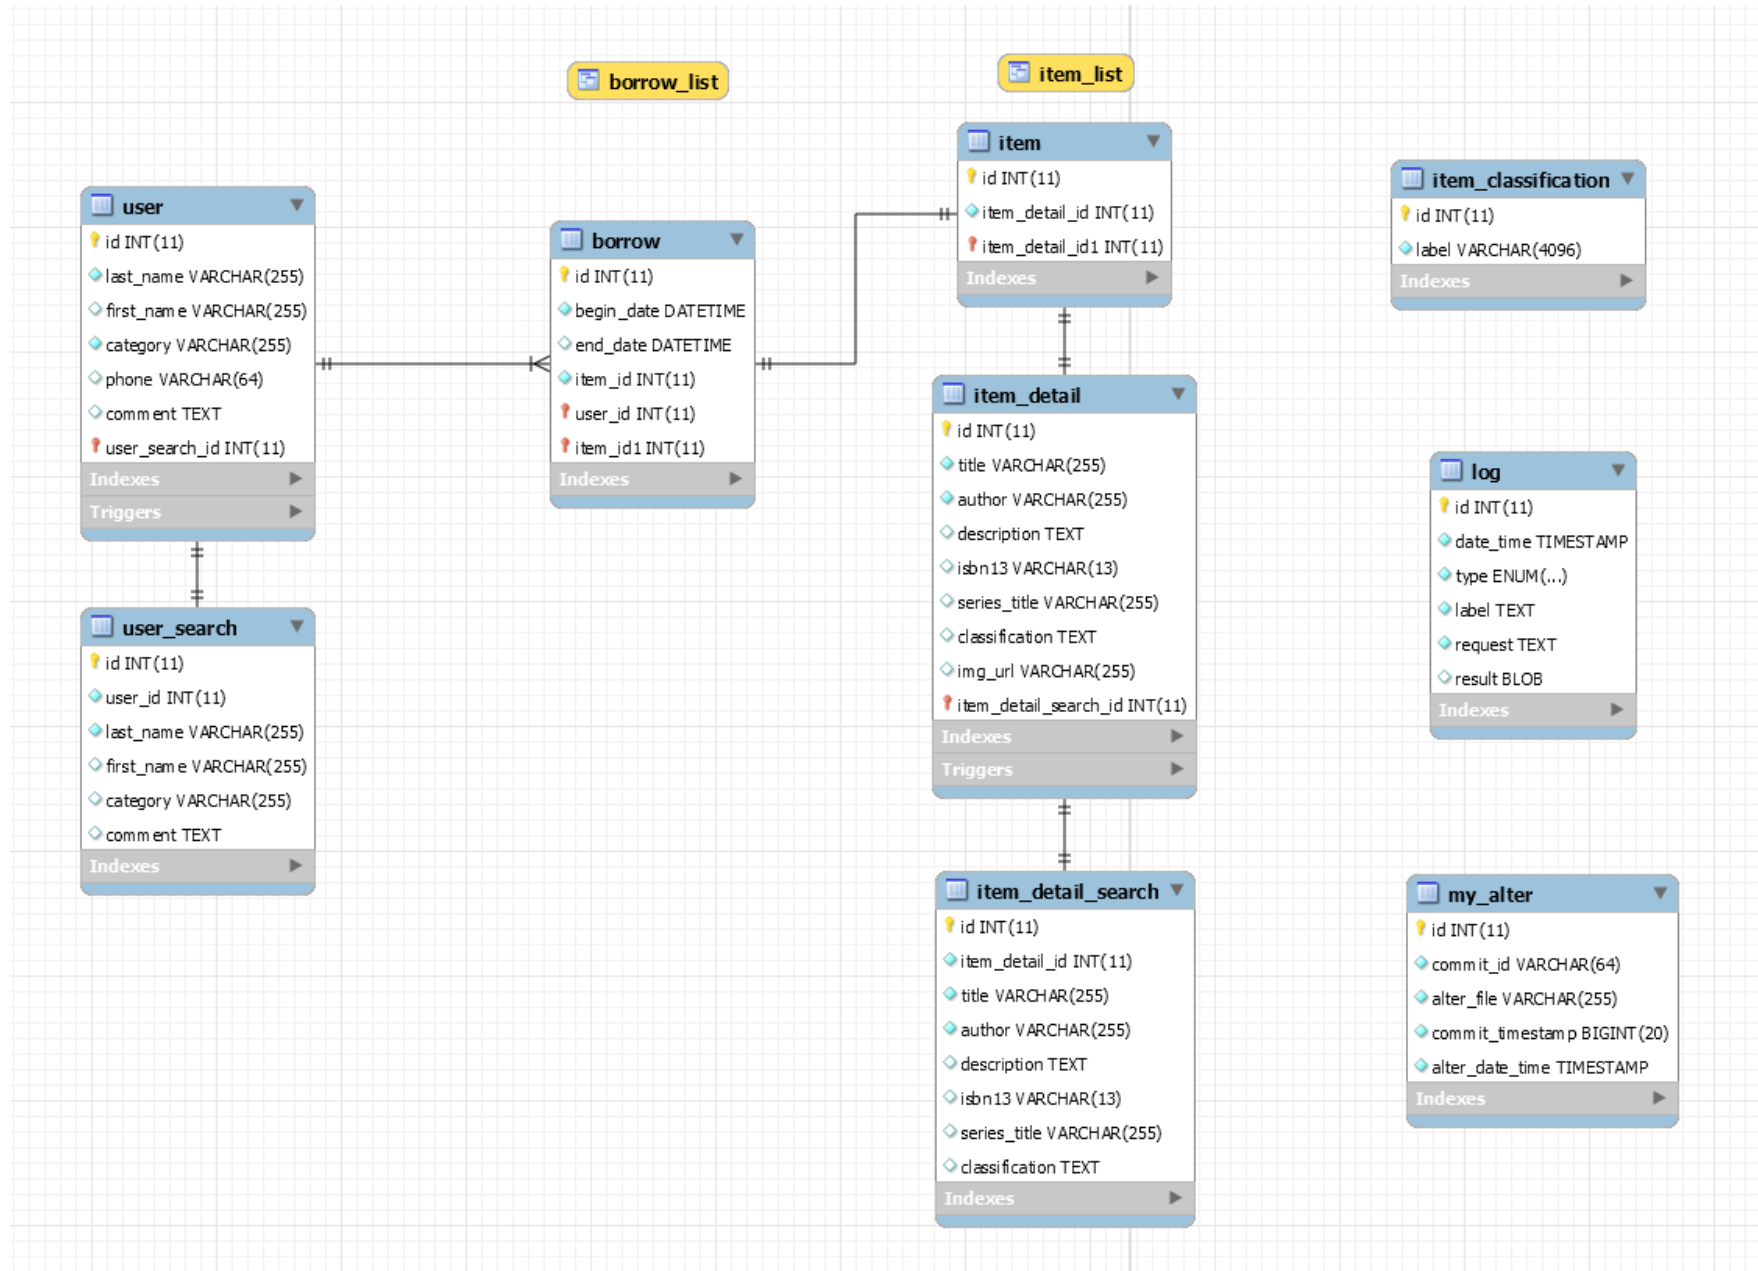 borrow_list
item_list
user
id INT(11)
last_name VARCHAR(255)
first_name VARCHAR(255)
category VARCHAR(255)
phone VARCHAR(64)
comment TEXT
user_search_id INT(11)
Indexes
Triggers
user_search
id INT(11)
user_id INT(11)
last_name VARCHAR(255)
first_name VARCHAR(255)
category VARCHAR(255)
comment TEXT
Indexes
borrow
id INT(11)
begin_date DATETIME
end_date DATETIME
item_id INT(11)
user_id INT(11)
item_id1 INT(11)
Indexes
item
id INT(11)
item_detail_id INT(11)
item_detail_id1 INT(11)
Indexes
item_detail
id INT(11)
title VARCHAR(255)
author VARCHAR(255)
description TEXT
isbn13 VARCHAR(13)
series_title VARCHAR(255)
classification TEXT
img_url VARCHAR(255)
item_detail_search_id INT(11)
Indexes
Triggers
item_detail_search
id INT(11)
item_detail_id INT(11)
title VARCHAR(255)
author VARCHAR(255)
description TEXT
isbn13 VARCHAR(13)
series_title VARCHAR(255)
classification TEXT
Indexes
item_classification
id INT(11)
label VARCHAR(4096)
Indexes
log
id INT(11)
date_time TIMESTAMP
type ENUM(...)
label TEXT
request TEXT
result BLOB
Indexes
my_alter
id INT(11)
commit_id VARCHAR(64)
alter_file VARCHAR(255)
commit_timestamp BIGINT(20)
alter_date_time TIMESTAMP
Indexes